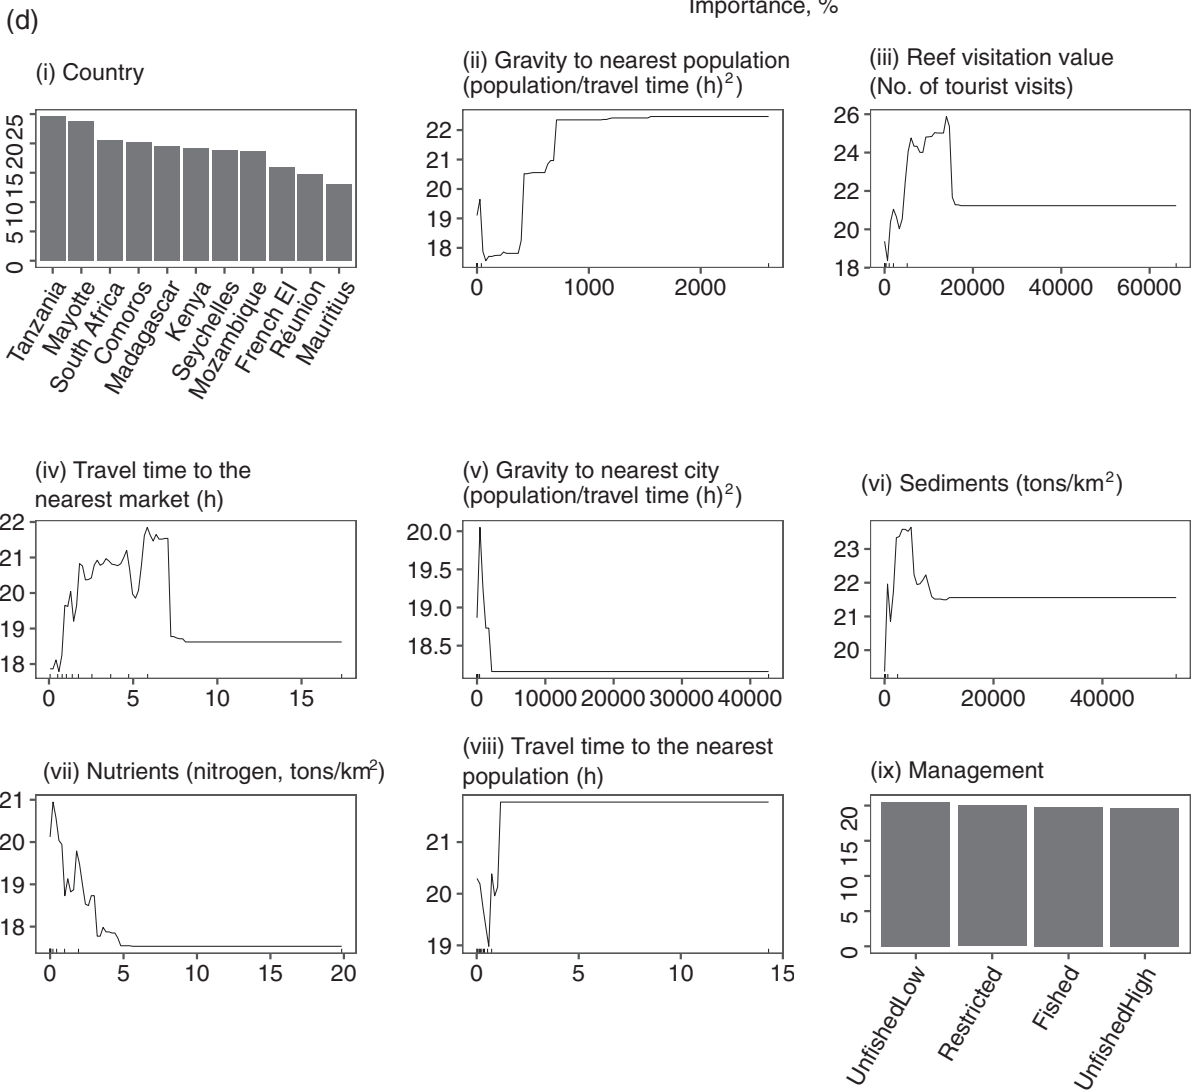 Importance, %
(d)
(i) Country
0 5 10 15 20 25
Tanzania
Mayotte
South Africa
Comoros
Madagascar
Kenya
Seychelles
Mozambique
French EI
Réunion
Mauritius
(ii) Gravity to nearest population
(population/travel time (h)²)
22
21
20
19
18
0 1000 2000
(iii) Reef visitation value
(No. of tourist visits)
26
24
22
20
18
0 20000 40000 60000
(iv) Travel time to the
nearest market (h)
22
21
20
19
18
0 5 10 15
(v) Gravity to nearest city
(population/travel time (h)²)
20.0
19.5
19.0
18.5
0 10000 20000 30000 40000
(vi) Sediments (tons/km²)
23
22
21
20
0 20000 40000
(vii) Nutrients (nitrogen, tons/km²)
21
20
19
18
0 5 10 15 20
(viii) Travel time to the nearest
population (h)
21
20
19
0 5 10 15
(ix) Management
0 5 10 15 20
UnfishedLow
Restricted
Fished
UnfishedHigh